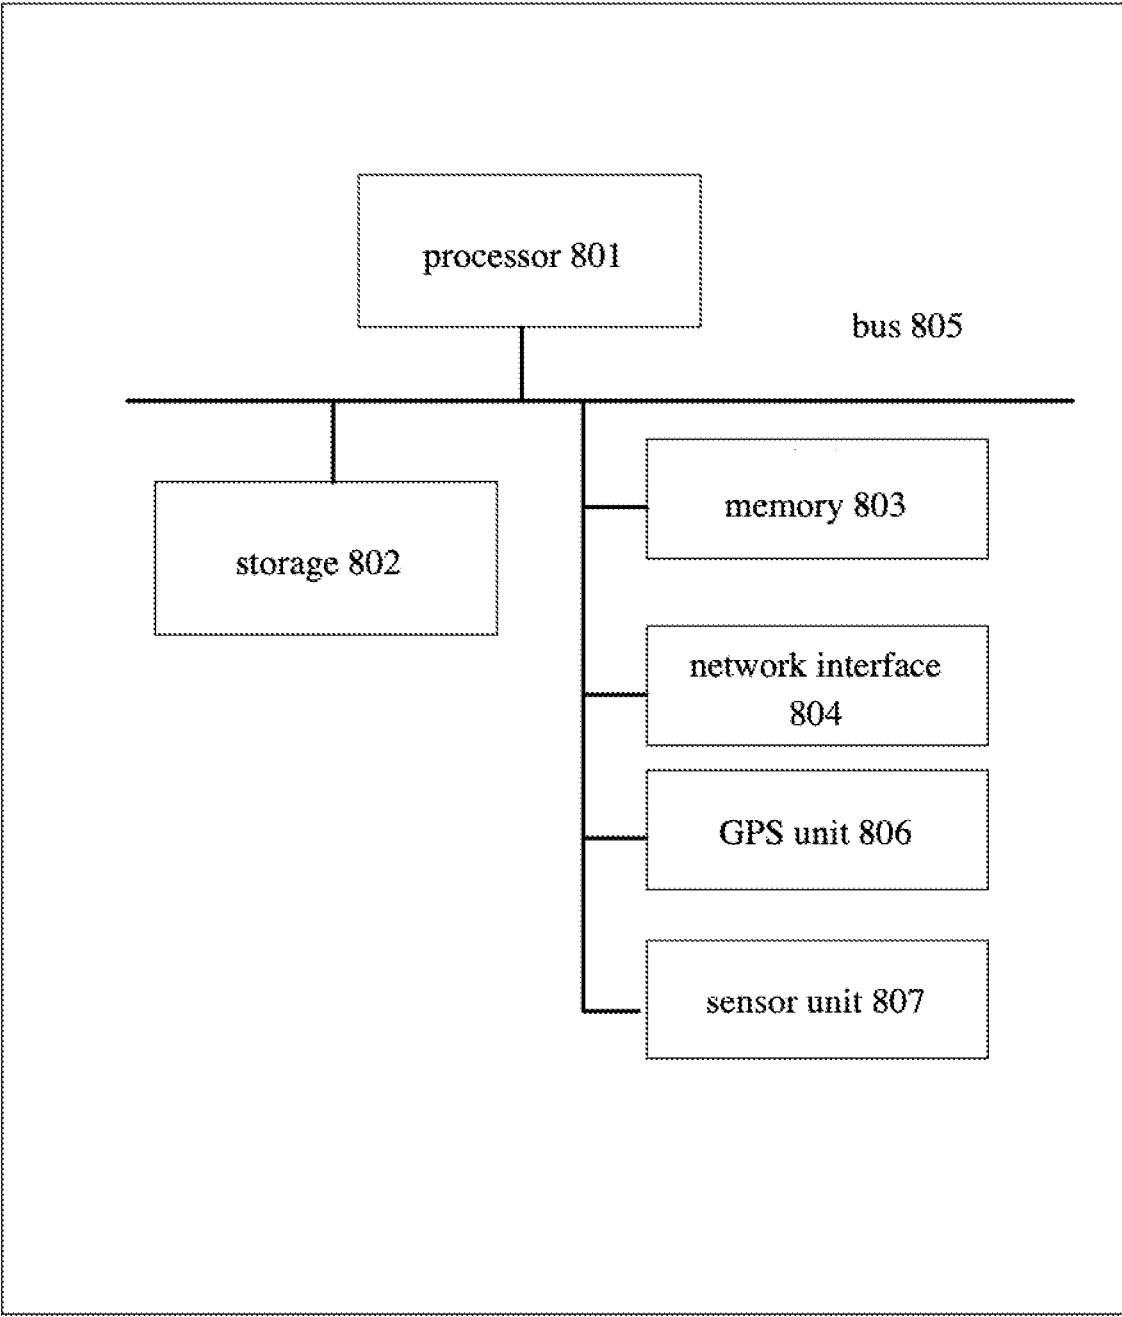 processor 801
bus 805
memory 803
storage 802
network interface
804
GPS unit 806
sensor unit 807